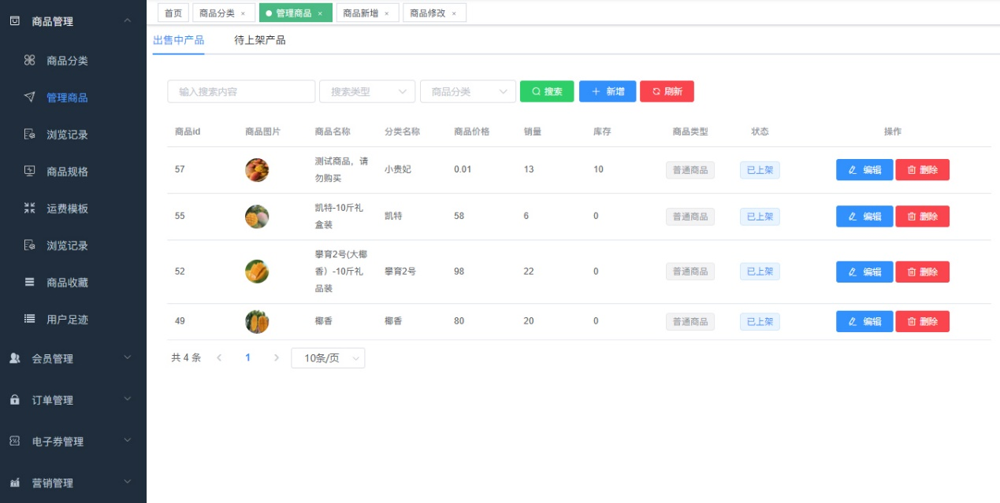 商品管理
商品分类
管理商品
浏览记录
商品规格
运费模板
浏览记录
商品收藏
用户足迹
会员管理
订单管理
电子券管理
营销管理
首页 商品分类 × 管理商品 × 商品新增 × 商品修改 ×
出售中产品 待上架产品
输入搜索内容 搜索类型 商品分类 搜索 新增 刷新
商品id 商品图片 商品名称 分类名称 商品价格 销量 库存 商品类型 状态 操作
57 测试商品，请勿购买 小贵妃 0.01 13 10 普通商品 已上架 编辑 删除
55 凯特-10斤礼盒装 凯特 58 6 0 普通商品 已上架 编辑 删除
52 攀育2号(大椰香）-10斤礼品装 攀育2号 98 22 0 普通商品 已上架 编辑 删除
49 椰香 椰香 80 20 0 普通商品 已上架 编辑 删除
共 4 条 1 10条/页